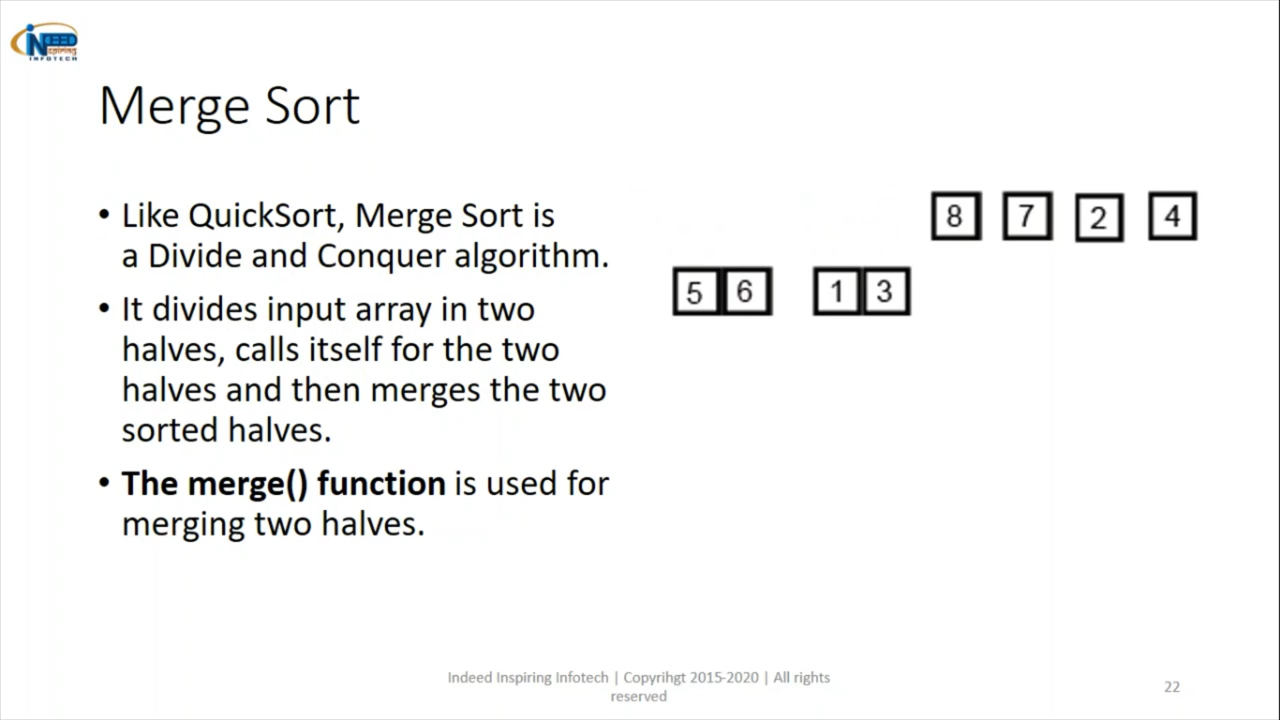 iNEED
nspiring
INFOTECH
Merge Sort
• Like QuickSort, Merge Sort is
a Divide and Conquer algorithm.
• It divides input array in two
halves, calls itself for the two
halves and then merges the two
sorted halves.
• The merge() function is used for
merging two halves.
8 7 2 4
5 6 1 3
Indeed Inspiring Infotech | Copyrihgt 2015-2020 | All rights
reserved
22